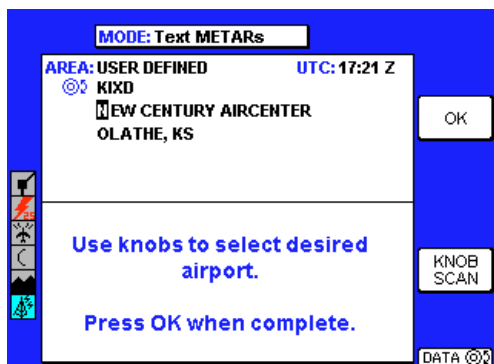 MODE: Text METARs
AREA: USER DEFINED UTC: 17:21 Z
KIXD
NEW CENTURY AIRCENTER
OLATHE, KS
OK
25
Use knobs to select desired
airport.
KNOB
SCAN
Press OK when complete.
DATA